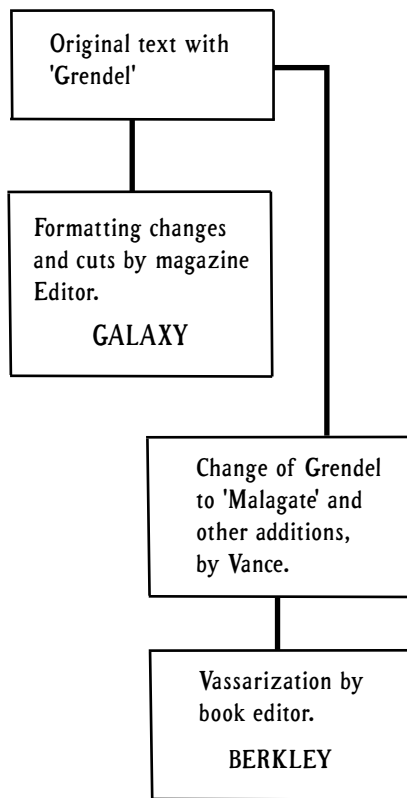 Original text with
'Grendel'
Formatting changes
and cuts by magazine
Editor.
GALAXY
Change of Grendel
to 'Malagate' and
other additions,
by Vance.
Vassarization by
book editor.
BERKLEY